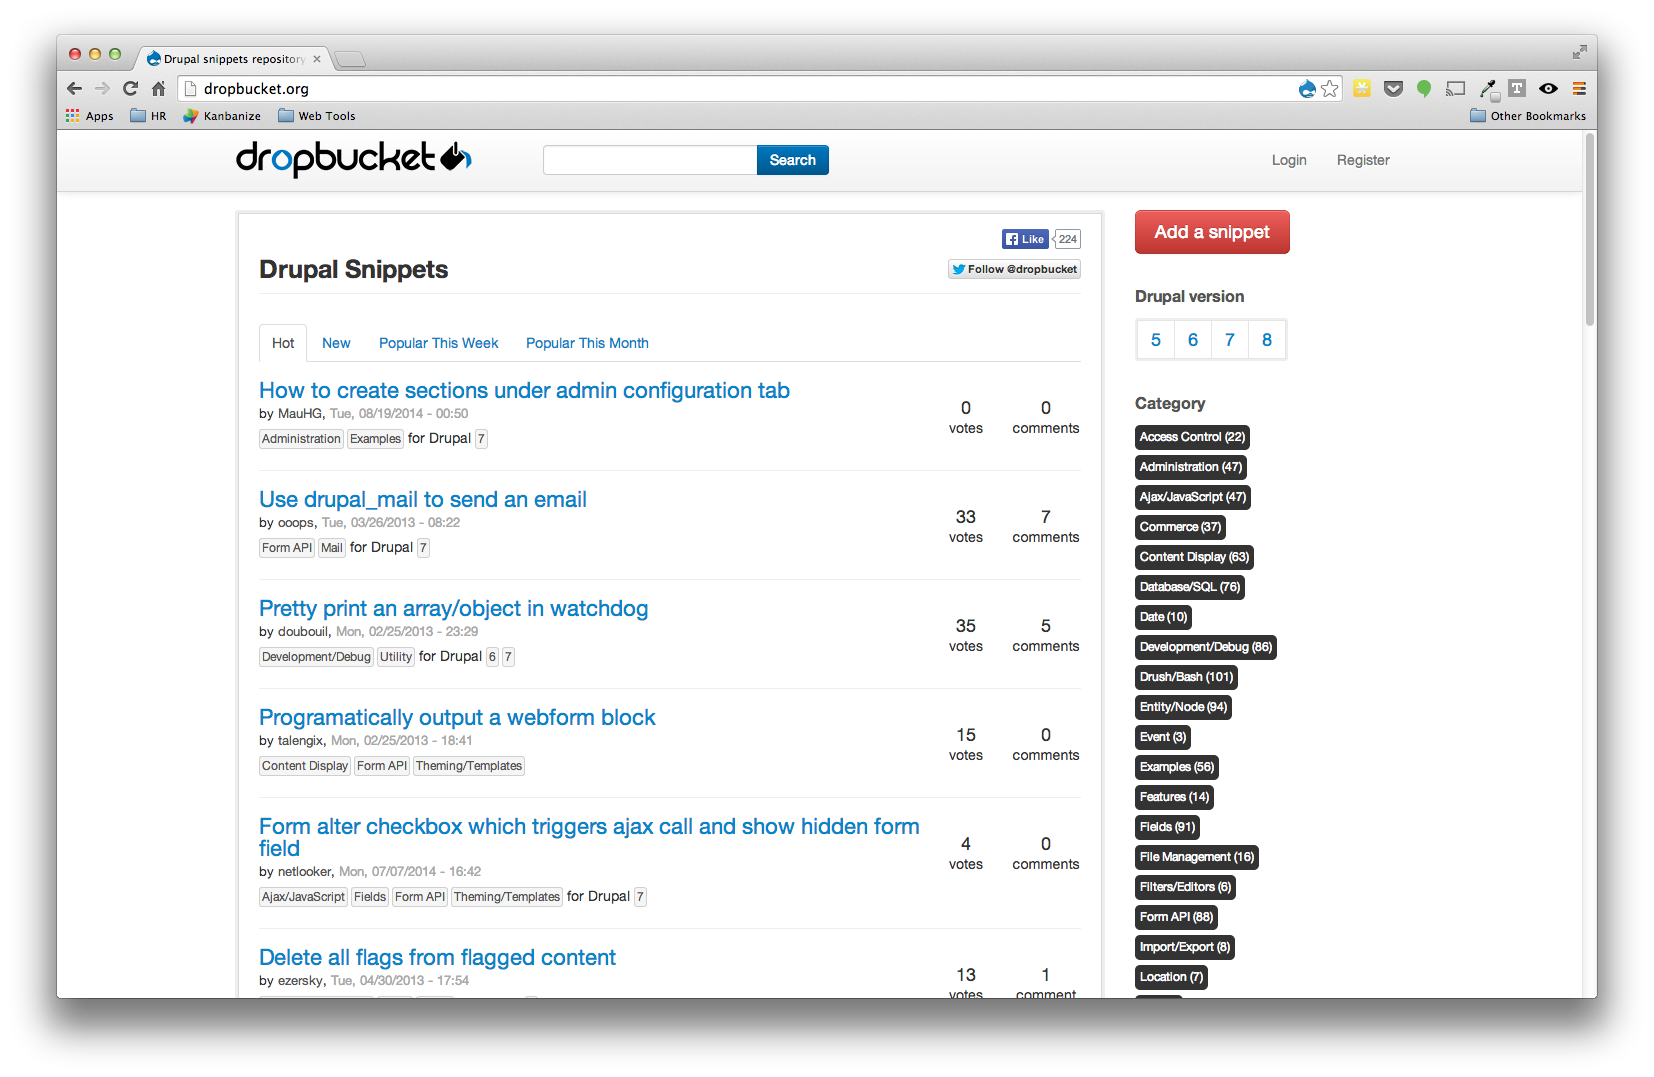 Drupal snippets repository
dropbucket.org
Apps HR Kanbanize Web Tools Other Bookmarks
dropbucket Search Login Register
Like 224
Drupal Snippets
Follow @dropbucket
Hot New Popular This Week Popular This Month
How to create sections under admin configuration tab
by MauHG, Tue, 08/19/2014 - 00:50
Administration Examples for Drupal 7
0 votes
0 comments
Use drupal_mail to send an email
by ooops, Tue, 03/26/2013 - 08:22
Form API Mail for Drupal 7
33 votes
7 comments
Pretty print an array/object in watchdog
by doubouil, Mon, 02/25/2013 - 23:29
Development/Debug Utility for Drupal 6 7
35 votes
5 comments
Programatically output a webform block
by talengix, Mon, 02/25/2013 - 18:41
Content Display Form API Theming/Templates
15 votes
0 comments
Form alter checkbox which triggers ajax call and show hidden form
field
by netlooker, Mon, 07/07/2014 - 16:42
Ajax/JavaScript Fields Form API Theming/Templates for Drupal 7
4 votes
0 comments
Delete all flags from flagged content
by ezersky, Tue, 04/30/2013 - 17:54
13 votes
1 comment
Add a snippet
Drupal version
5 6 7 8
Category
Access Control (22)
Administration (47)
Ajax/JavaScript (47)
Commerce (37)
Content Display (63)
Database/SQL (76)
Date (10)
Development/Debug (86)
Drush/Bash (101)
Entity/Node (94)
Event (3)
Examples (56)
Features (14)
Fields (91)
File Management (16)
Filters/Editors (6)
Form API (88)
Import/Export (8)
Location (7)